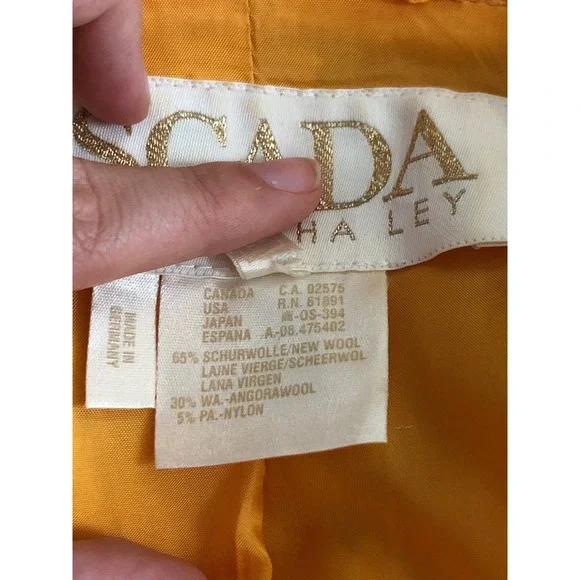 SCADA
HA LEY
MADE IN
GERMANY
CANADA C.A. 02575
USA R.N. 61891
JAPAN -OS-394
ESPANA A.-08.475402
65% SCHURWOLLE/NEW WOOL
LAINE VIERGE/SCHEERWOL
LANA VIRGEN
30% WA.-ANGORAWOOL
5% PA.-NYLON